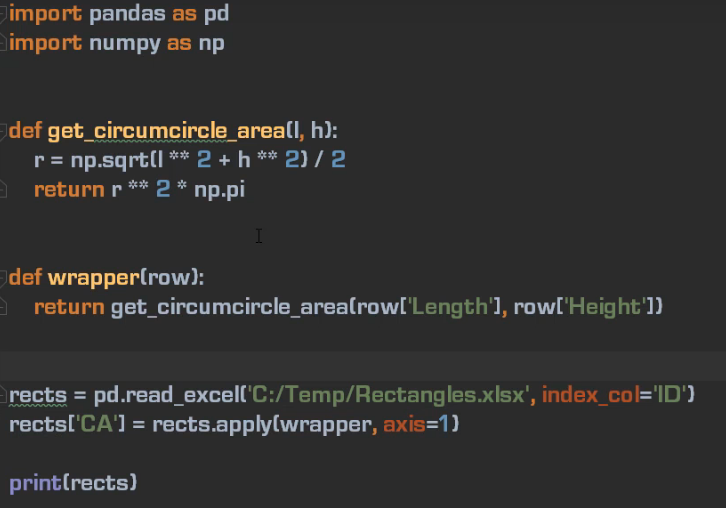 import pandas as pd
import numpy as np
def get_circumcircle_area(l, h):
    r = np.sqrt(l ** 2 + h ** 2) / 2
    return r ** 2 * np.pi
def wrapper(row):
    return get_circumcircle_area(row['Length'], row['Height'])
rects = pd.read_excel('C:/Temp/Rectangles.xlsx', index_col='ID')
rects['CA'] = rects.apply(wrapper, axis=1)
print(rects)